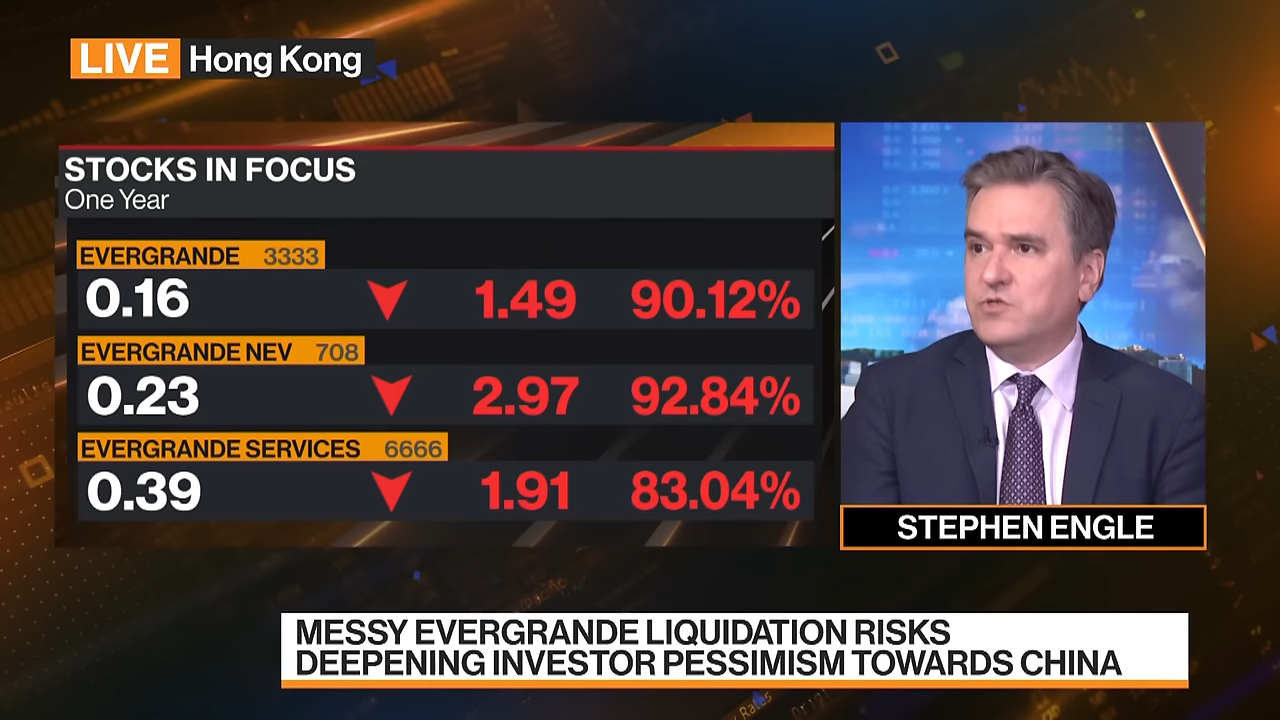 LIVE Hong Kong
STOCKS IN FOCUS
One Year
EVERGRANDE 3333
0.16 1.49 90.12%
EVERGRANDE NEV 708
0.23 2.97 92.84%
EVERGRANDE SERVICES 6666
0.39 1.91 83.04%
STEPHEN ENGLE
MESSY EVERGRANDE LIQUIDATION RISKS
DEEPENING INVESTOR PESSIMISM TOWARDS CHINA